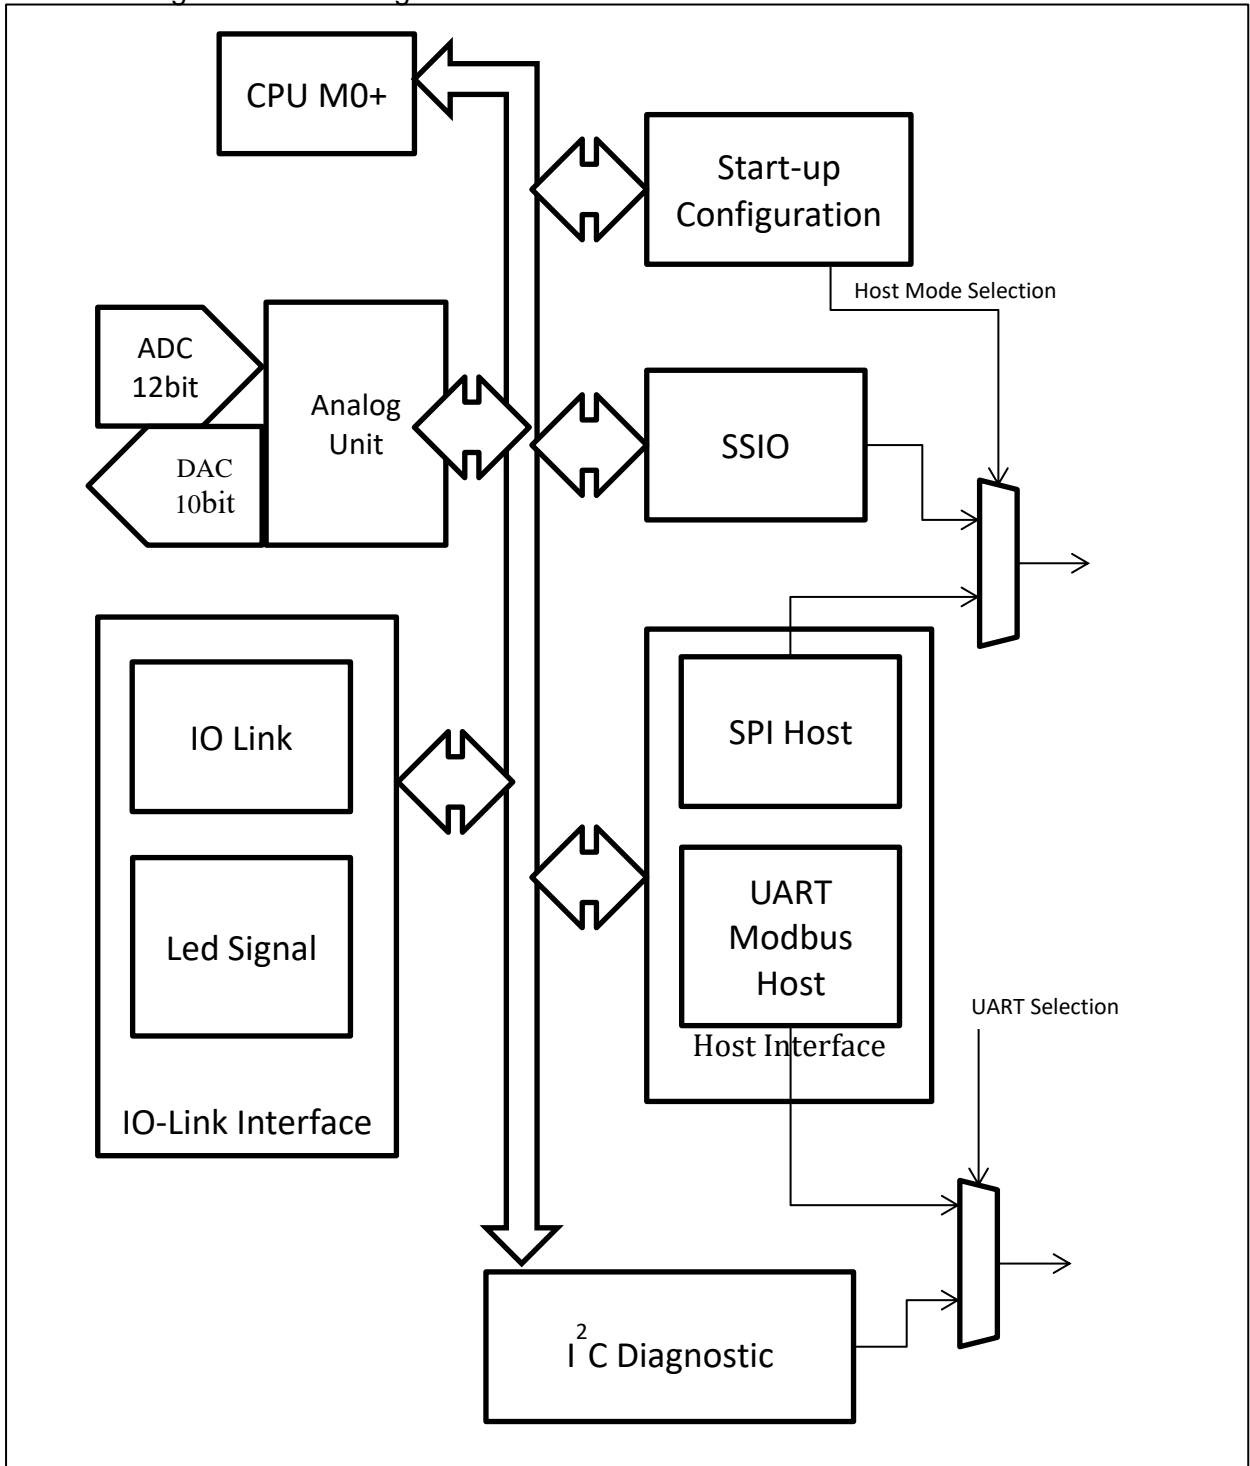 CPU M0+
Start-up
Configuration
Host Mode Selection
ADC
12bit
Analog
Unit
DAC
10bit
SSIO
IO Link
SPI Host
Led Signal
UART
Modbus
Host
Host Interface
UART Selection
IO-Link Interface
I²C Diagnostic